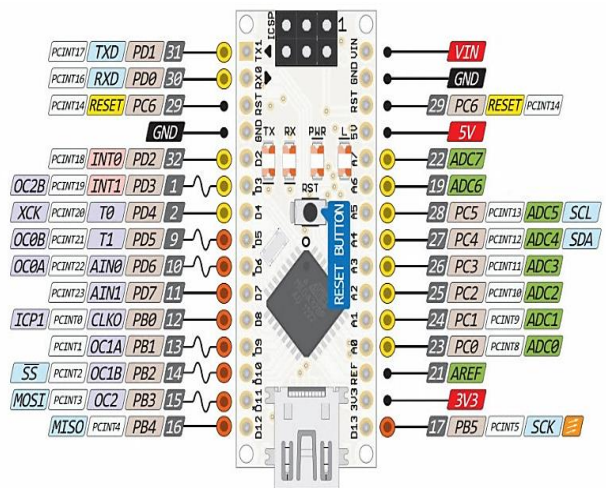 ICSP 1
PCINT17 TXD PD1 31 TX1 VIN VIN
PCINT16 RXD PD0 30 RX0 GND GND
PCINT14 RESET PC6 29 RST RST 29 PC6 RESET PCINT14
GND GND 5V 5V
TX RX PWR L
PCINT18 INT0 PD2 32 D2 A7 22 ADC7
OC2B PCINT19 INT1 PD3 1 D3 A6 19 ADC6
RST
XCK PCINT20 T0 PD4 2 D4 A5 28 PC5 PCINT13 ADC5 SCL
OC0B PCINT21 T1 PD5 9 D5 A4 27 PC4 PCINT12 ADC4 SDA
OC0A PCINT22 AIN0 PD6 10 D6 A3 26 PC3 PCINT11 ADC3
RESET BUTTON
PCINT23 AIN1 PD7 11 D7 A2 25 PC2 PCINT10 ADC2
ICP1 PCINT0 CLKO PB0 12 D8 A1 24 PC1 PCINT9 ADC1
PCINT1 OC1A PB1 13 D9 A0 23 PC0 PCINT8 ADC0
SS PCINT2 OC1B PB2 14 D10 REF 21 AREF
MOSI PCINT3 OC2 PB3 15 D11 3V3 3V3
MISO PCINT4 PB4 16 D12 D13 17 PB5 PCINT5 SCK